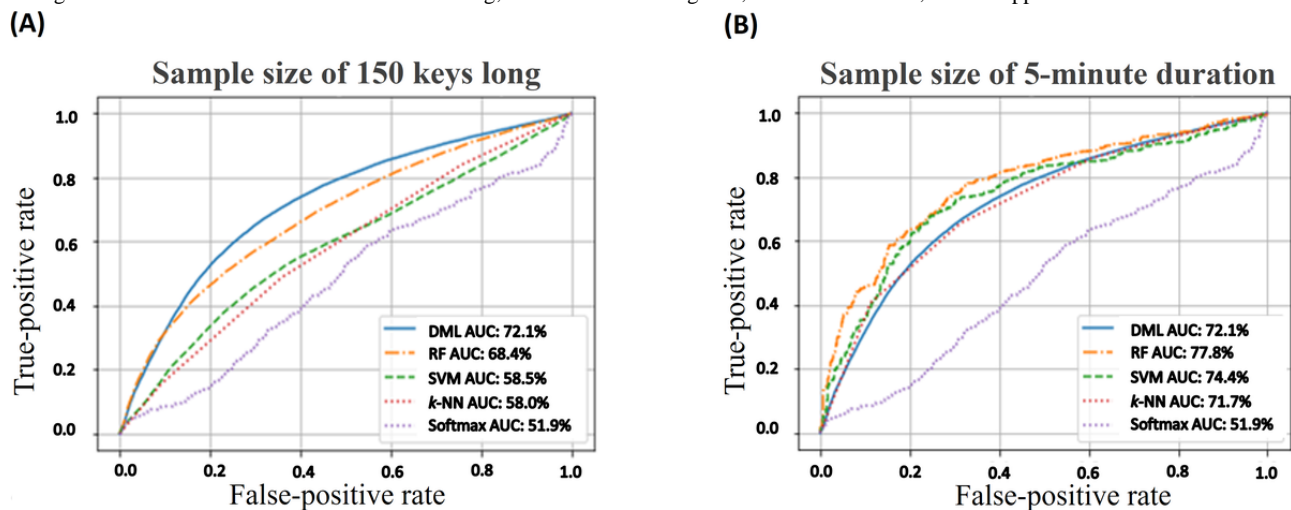 (A)
Sample size of 150 keys long
True-positive rate
1.0
0.8
0.6
0.4
0.2
0.0
DML AUC: 72.1%
RF AUC: 68.4%
SVM AUC: 58.5%
k-NN AUC: 58.0%
Softmax AUC: 51.9%
0.0 0.2 0.4 0.6 0.8 1.0
False-positive rate
(B)
Sample size of 5-minute duration
True-positive rate
1.0
0.8
0.6
0.4
0.2
0.0
DML AUC: 72.1%
RF AUC: 77.8%
SVM AUC: 74.4%
k-NN AUC: 71.7%
Softmax AUC: 51.9%
0.0 0.2 0.4 0.6 0.8 1.0
False-positive rate